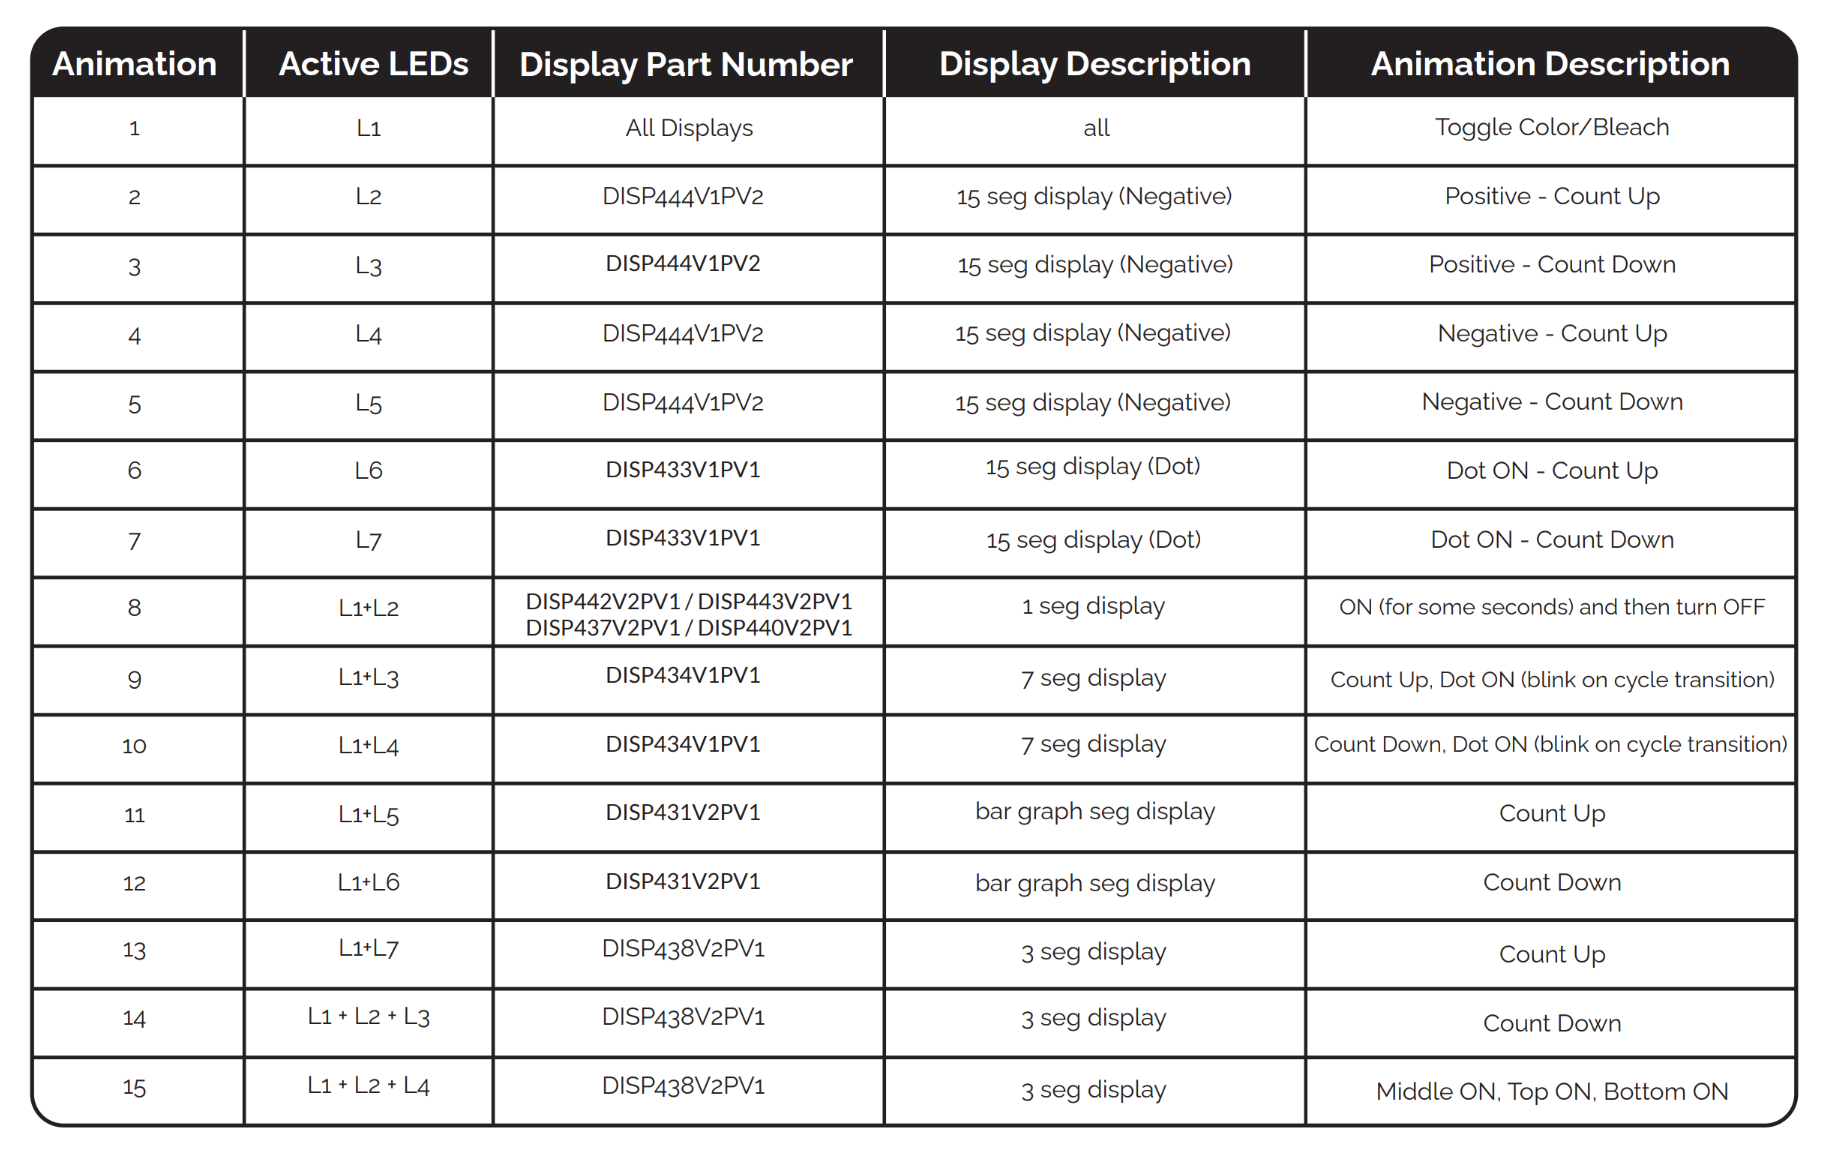 Animation Active LEDs Display Part Number Display Description Animation Description
1 L1 All Displays all Toggle Color/Bleach
2 L2 DISP444V1PV2 15 seg display (Negative) Positive - Count Up
3 L3 DISP444V1PV2 15 seg display (Negative) Positive - Count Down
4 L4 DISP444V1PV2 15 seg display (Negative) Negative - Count Up
5 L5 DISP444V1PV2 15 seg display (Negative) Negative - Count Down
6 L6 DISP433V1PV1 15 seg display (Dot) Dot ON - Count Up
7 L7 DISP433V1PV1 15 seg display (Dot) Dot ON - Count Down
8 L1+L2 DISP442V2PV1 / DISP443V2PV1 1 seg display ON (for some seconds) and then turn OFF
DISP437V2PV1 / DISP440V2PV1
9 L1+L3 DISP434V1PV1 7 seg display Count Up, Dot ON (blink on cycle transition)
10 L1+L4 DISP434V1PV1 7 seg display Count Down, Dot ON (blink on cycle transition)
11 L1+L5 DISP431V2PV1 bar graph seg display Count Up
12 L1+L6 DISP431V2PV1 bar graph seg display Count Down
13 L1+L7 DISP438V2PV1 3 seg display Count Up
14 L1 + L2 + L3 DISP438V2PV1 3 seg display Count Down
15 L1 + L2 + L4 DISP438V2PV1 3 seg display Middle ON, Top ON, Bottom ON